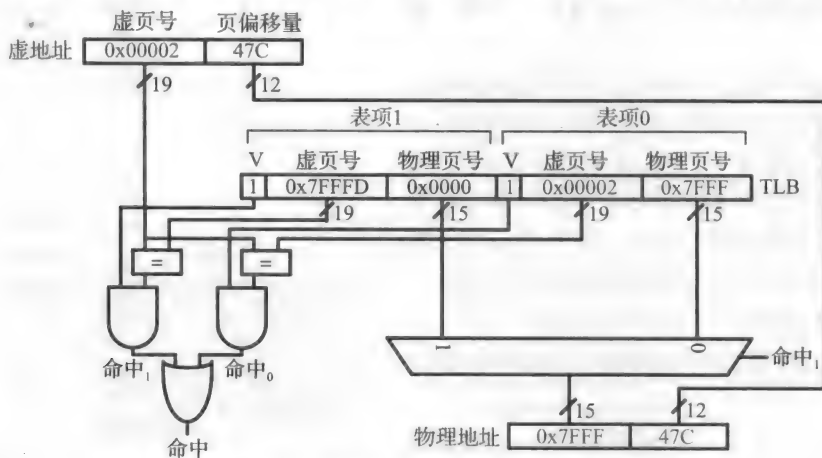 虚页号 页偏移量
虚地址 0x00002 47C
19 12
表项1 表项0
V 虚页号 物理页号 V 虚页号 物理页号
1 0x7FFFD 0x0000 1 0x00002 0x7FFF TLB
19 15 19 15
= =
1 0
命中₁ 命中₀ 命中₁
15 12
命中 物理地址 0x7FFF 47C